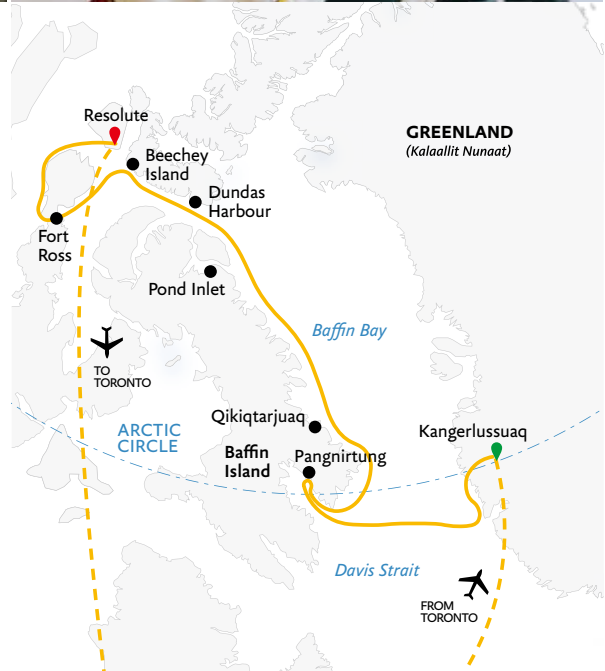 Resolute
GREENLAND
(Kalaallit Nunaat)
Beechey
Island
Dundas
Harbour
Fort
Ross
Pond Inlet
Baffin Bay
TO
TORONTO
Qikiqtarjuaq
ARCTIC
CIRCLE
Kangerlussuaq
Baffin
Island
Pangnirtung
Davis Strait
FROM
TORONTO